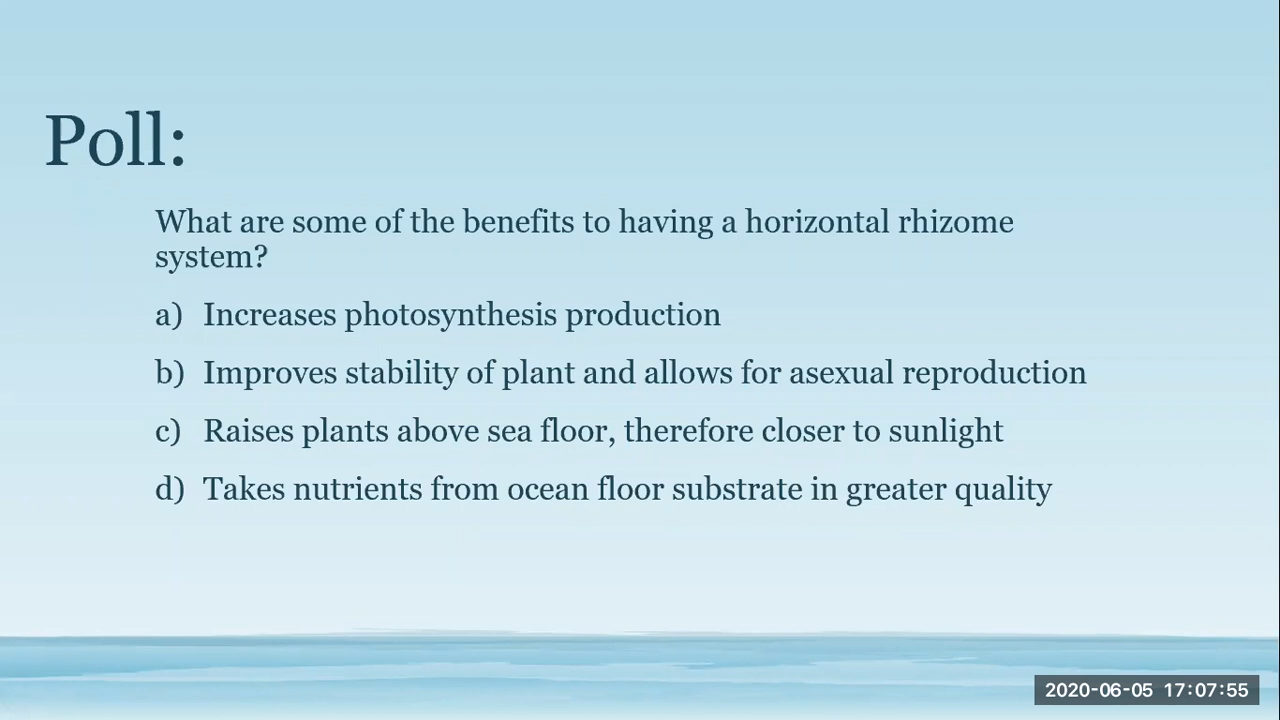 Poll:
What are some of the benefits to having a horizontal rhizome
system?
a) Increases photosynthesis production
b) Improves stability of plant and allows for asexual reproduction
c) Raises plants above sea floor, therefore closer to sunlight
d) Takes nutrients from ocean floor substrate in greater quality
2020-06-05 17:07:55